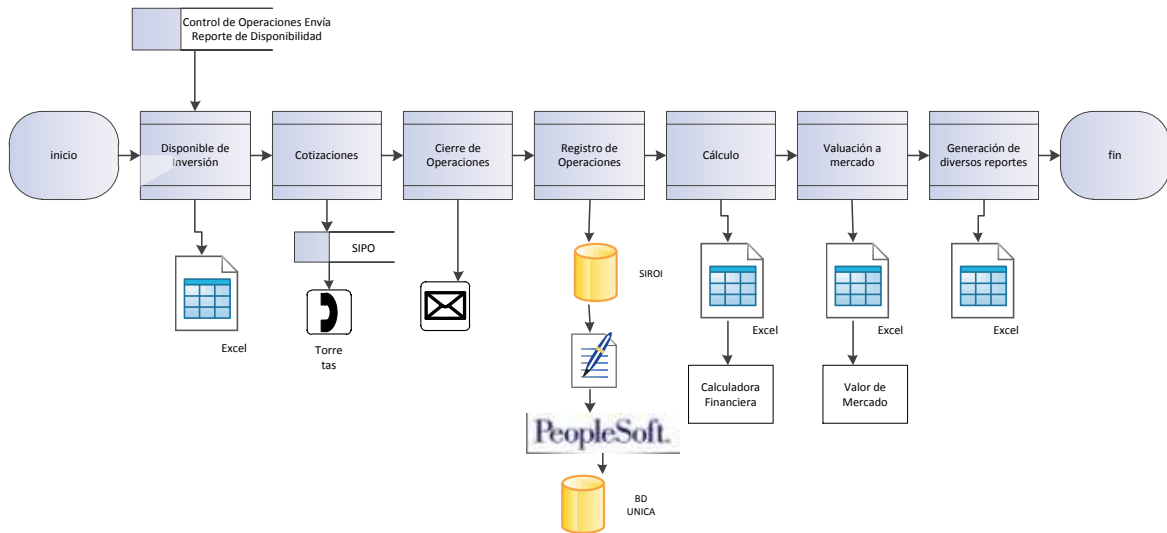 Control de Operaciones Envía
Reporte de Disponibilidad
inicio
Disponible de
Inversión
Cotizaciones
Cierre de
Operaciones
Registro de
Operaciones
Cálculo
Valuación a
mercado
Generación de
diversos reportes
fin
Excel
SIPO
Torre
tas
SIROI
PeopleSoft.
BD
UNICA
Excel
Calculadora
Financiera
Excel
Valor de
Mercado
Excel